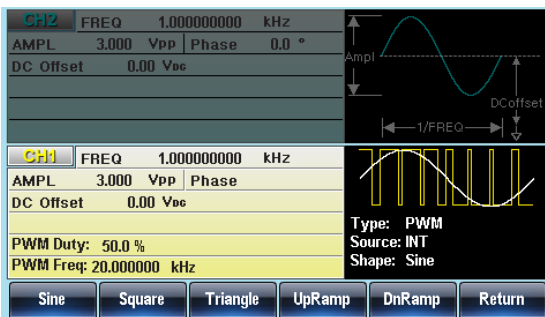 CH2 FREQ 1.000000000 kHz
AMPL 3.000 Vpp Phase 0.0 °
DC Offset 0.00 VDC
Ampl
DCoffset
1/FREQ
CH1 FREQ 1.000000000 kHz
AMPL 3.000 Vpp Phase
DC Offset 0.00 VDC
PWM Duty: 50.0 %
PWM Freq: 20.000000 kHz
Type: PWM
Source: INT
Shape: Sine
Sine Square Triangle UpRamp DnRamp Return